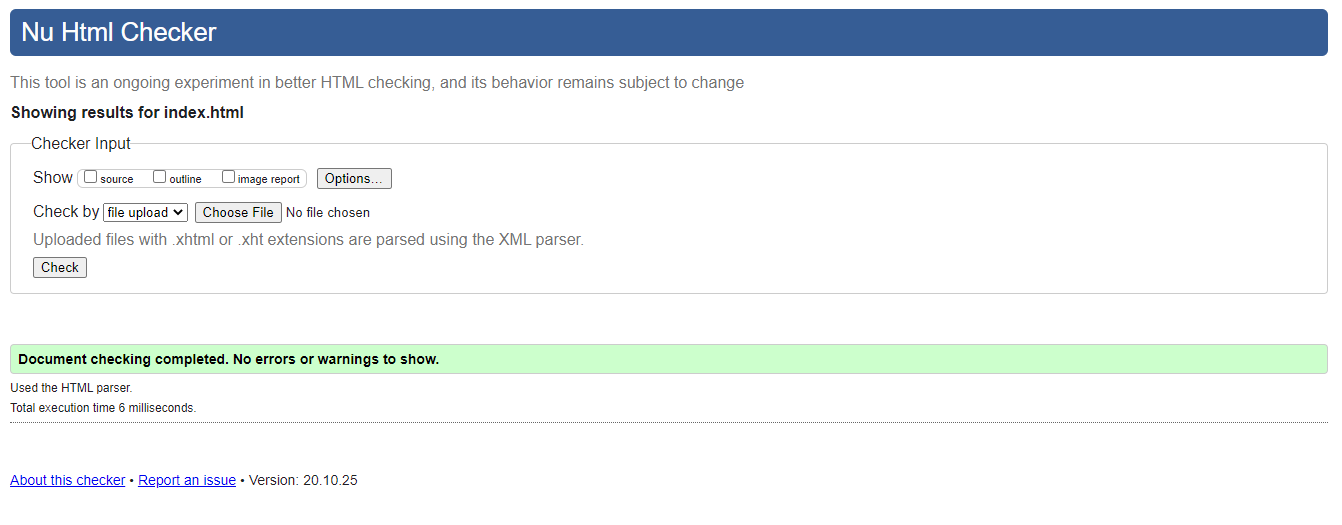 Nu Html Checker
This tool is an ongoing experiment in better HTML checking, and its behavior remains subject to change
Showing results for index.html
Checker Input
Show source outline image report Options...
Check by file upload Choose File No file chosen
Uploaded files with .xhtml or .xht extensions are parsed using the XML parser.
Check
Document checking completed. No errors or warnings to show.
Used the HTML parser.
Total execution time 6 milliseconds.
About this checker • Report an issue • Version: 20.10.25